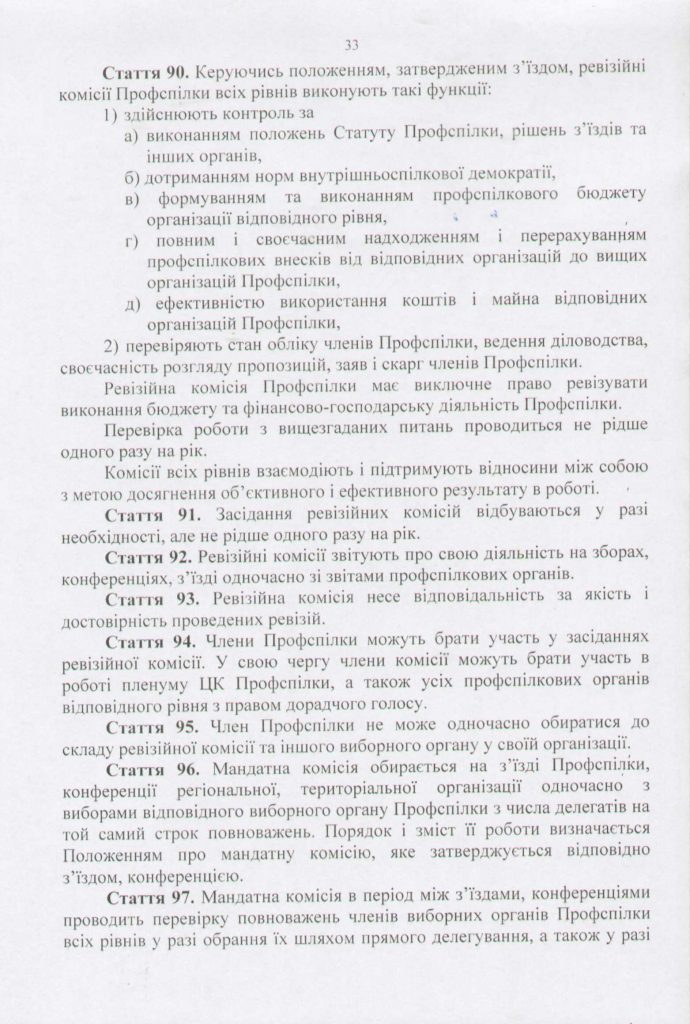 33
Стаття 90. Керуючись положенням, затвердженим з’їздом, ревізійні
комісії Профспілки всіх рівнів виконують такі функції:
1) здійснюють контроль за
а) виконанням положень Статуту Профспілки, рішень з’їздів та
інших органів,
б) дотриманням норм внутрішньоспілкової демократії,
в) формуванням та виконанням профспілкового бюджету
організації відповідного рівня,
г) повним і своєчасним надходженням і перерахуванням
профспілкових внесків від відповідних організацій до вищих
організацій Профспілки,
д) ефективністю використання коштів і майна відповідних
організацій Профспілки,
2) перевіряють стан обліку членів Профспілки, ведення діловодства,
своєчасність розгляду пропозицій, заяв і скарг членів Профспілки.
Ревізійна комісія Профспілки має виключне право ревізувати
виконання бюджету та фінансово-господарську діяльність Профспілки.
Перевірка роботи з вищезгаданих питань проводиться не рідше
одного разу на рік.
Комісії всіх рівнів взаємодіють і підтримують відносини між собою
з метою досягнення об’єктивного і ефективного результату в роботі.
Стаття 91. Засідання ревізійних комісій відбуваються у разі
необхідності, але не рідше одного разу на рік.
Стаття 92. Ревізійні комісії звітують про свою діяльність на зборах,
конференціях, з’їзді одночасно зі звітами профспілкових органів.
Стаття 93. Ревізійна комісія несе відповідальність за якість і
достовірність проведених ревізій.
Стаття 94. Члени Профспілки можуть брати участь у засіданнях
ревізійної комісії. У свою чергу члени комісії можуть брати участь в
роботі пленуму ЦК Профспілки, а також усіх профспілкових органів
відповідного рівня з правом дорадчого голосу.
Стаття 95. Член Профспілки не може одночасно обиратися до
складу ревізійної комісії та іншого виборного органу у своїй організації.
Стаття 96. Мандатна комісія обирається на з’їзді Профспілки,
конференції регіональної, територіальної організації одночасно з
виборами відповідного виборного органу Профспілки з числа делегатів на
той самий строк повноважень. Порядок і зміст її роботи визначається
Положенням про мандатну комісію, яке затверджується відповідно
з’їздом, конференцією.
Стаття 97. Мандатна комісія в період між з’їздами, конференціями
проводить перевірку повноважень членів виборних органів Профспілки
всіх рівнів у разі обрання їх шляхом прямого делегування, а також у разі